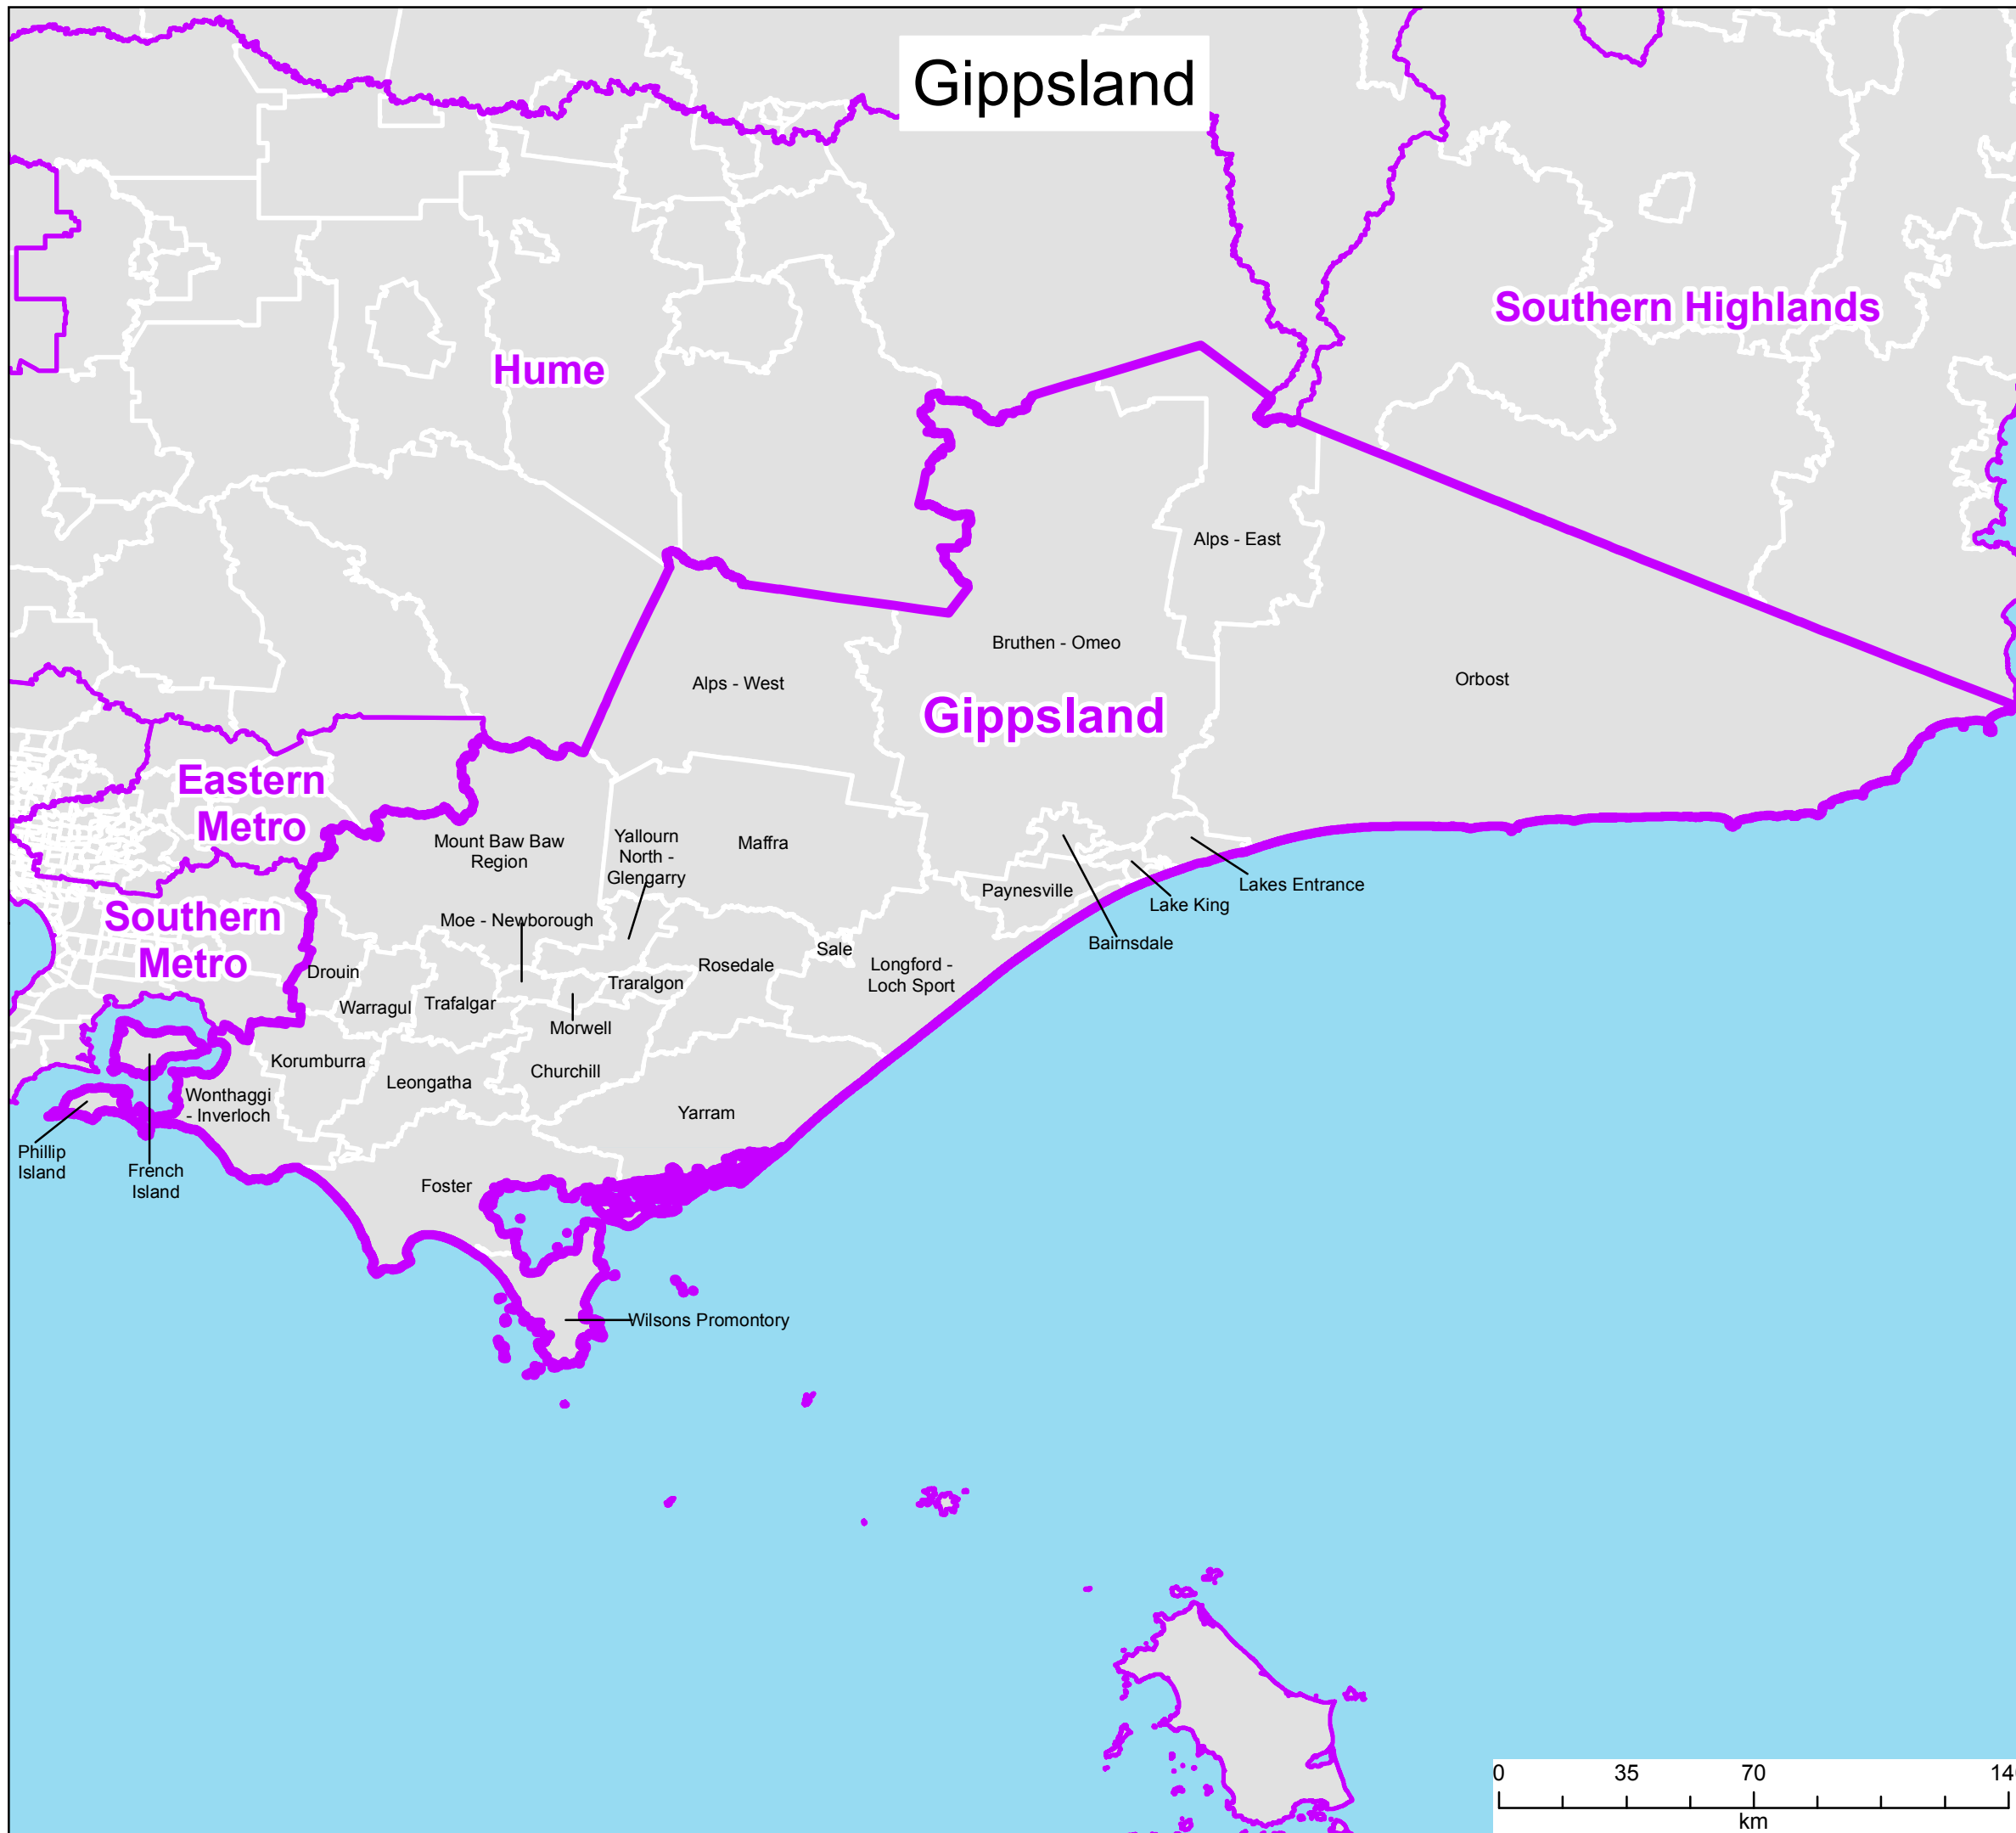 Gippsland
Southern Highlands
Hume
Alps - East
Bruthen - Omeo
Orbost
Alps - West
Gippsland
Eastern
Metro
Mount Baw Baw
Region
Yallourn
North -
Glengarry
Maffra
Paynesville
Lakes Entrance
Lake King
Bairnsdale
Southern
Metro
Moe - Newborough
Sale
Rosedale
Longford -
Loch Sport
Drouin
Traralgon
Warragul
Trafalgar
Morwell
Korumburra
Churchill
Leongatha
Wonthaggi
- Inverloch
Yarram
Phillip
Island
French
Island
Foster
Wilsons Promontory
0 35 70 14
km